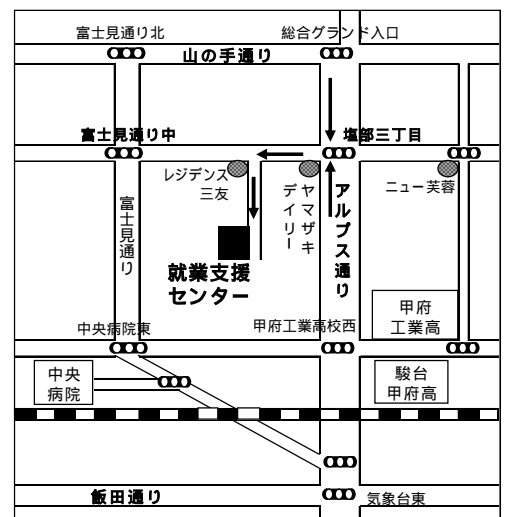 富士見通り北
総合グランド入口
山の手通り
富士見通り中
塩部三丁目
レジデンス
三友
ヤマザキ
デイリー
アルプス通り
ニュー芙蓉
富士見通り
就業支援
センター
甲府
工業高
中央病院東
甲府工業高校西
中央
病院
駿台
甲府高
飯田通り
気象台東